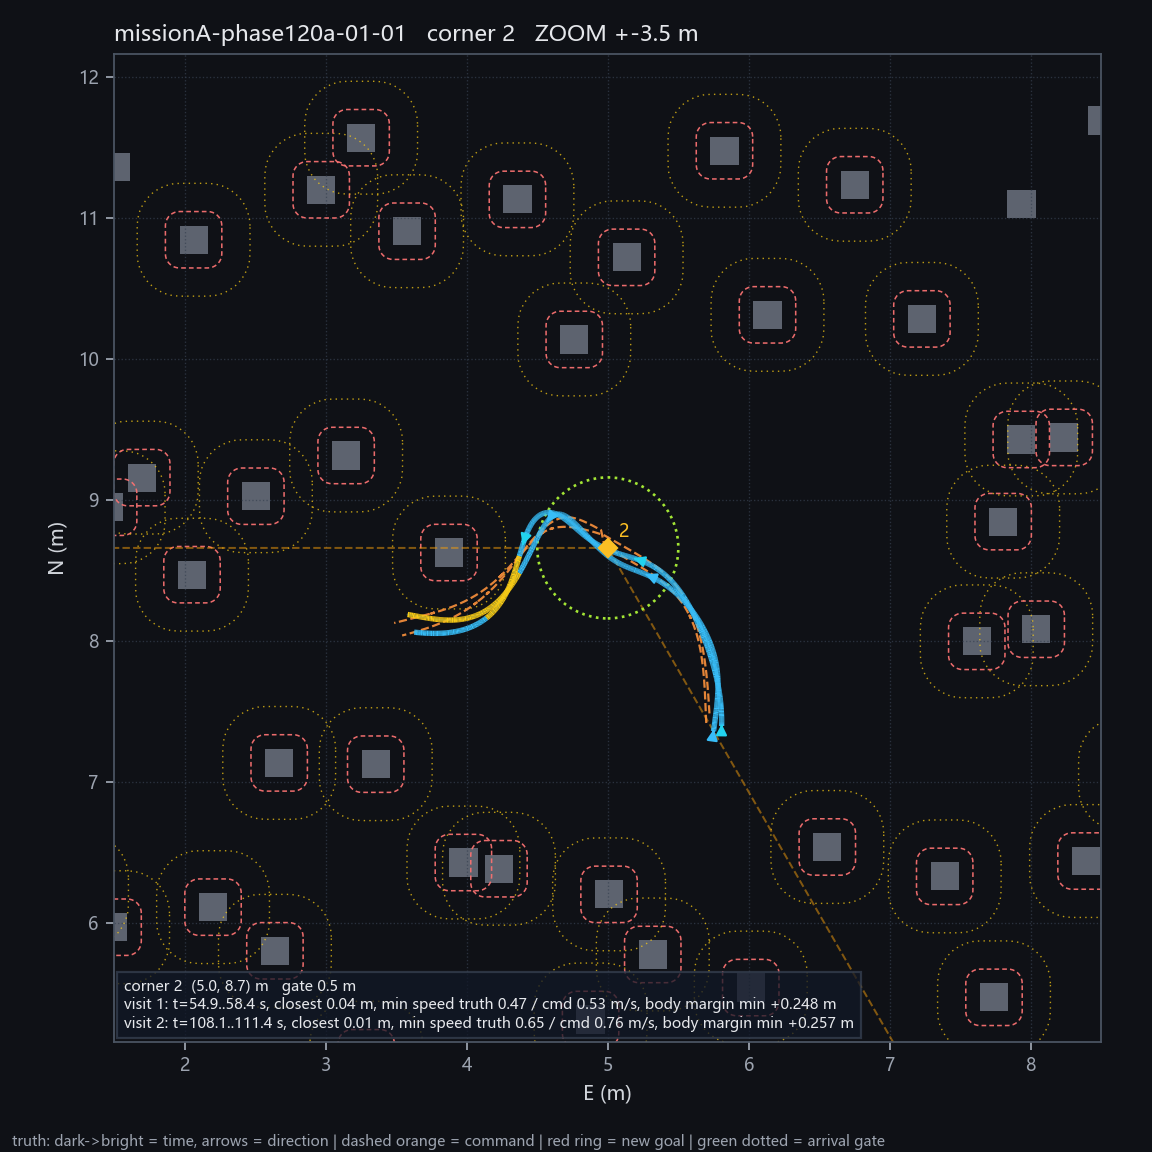 missionA-phase120a-01-01   corner 2   ZOOM +-3.5 m
12
11
10
9
8
7
6
N (m)
2
corner 2  (5.0, 8.7) m   gate 0.5 m
visit 1: t=54.9..58.4 s, closest 0.04 m, min speed truth 0.47 / cmd 0.53 m/s, body margin min +0.248 m
visit 2: t=108.1..111.4 s, closest 0.01 m, min speed truth 0.65 / cmd 0.76 m/s, body margin min +0.257 m
2 3 4 5 6 7 8
E (m)
truth: dark->bright = time, arrows = direction | dashed orange = command | red ring = new goal | green dotted = arrival gate